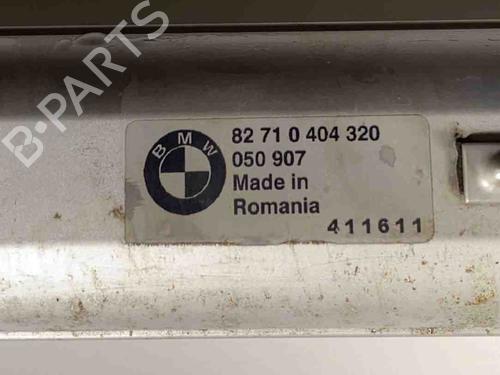 BMW
82 71 0 404 320
050 907
Made in
Romania
411611
B-PARTS